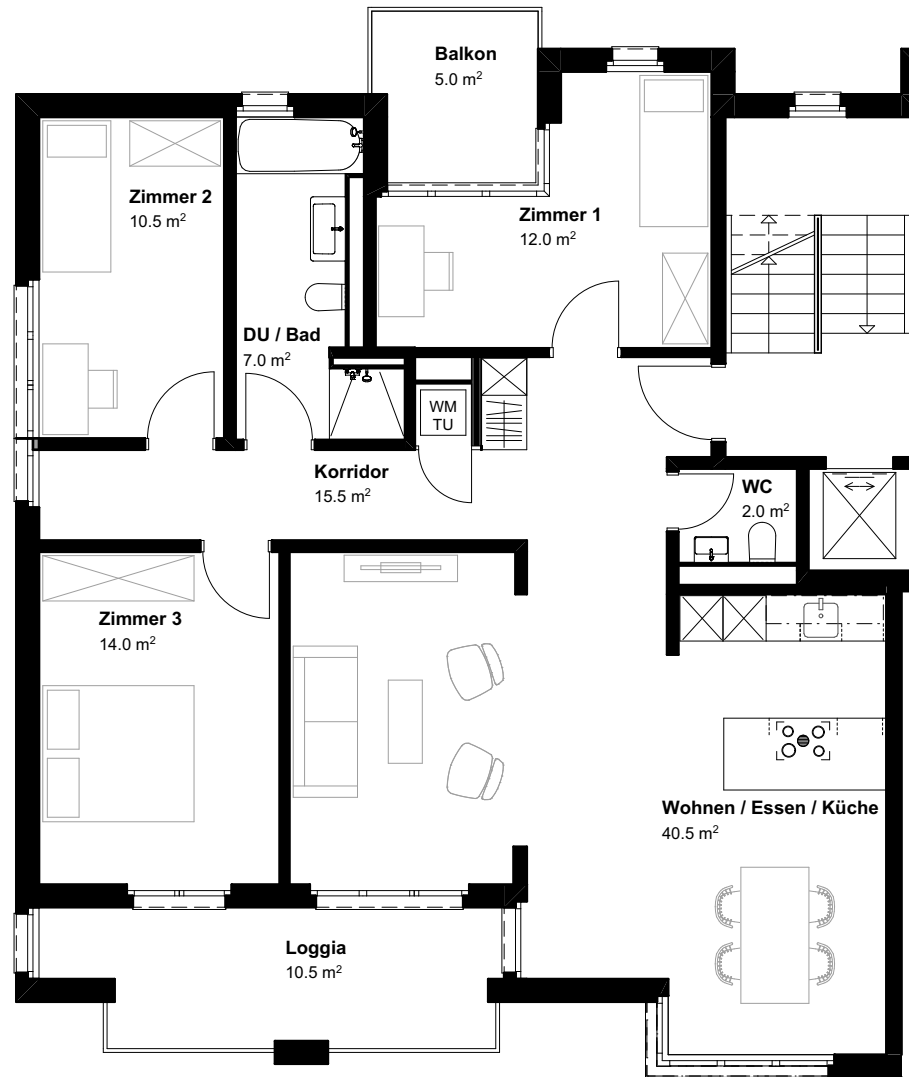 Balkon
5.0 m²
Zimmer 2
10.5 m²
Zimmer 1
12.0 m²
DU / Bad
7.0 m²
WM
TU
Korridor
15.5 m²
WC
2.0 m²
Zimmer 3
14.0 m²
Wohnen / Essen / Küche
40.5 m²
Loggia
10.5 m²